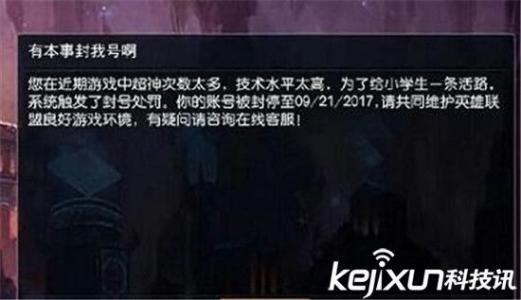 有本事封我号啊
您在近期游戏中超神次数太多，技术水平太高，为了给小学生一条活路。
系统触发了封号处罚。你的账号被封停至09/21/2017,请共同维护英雄联
盟良好游戏环境，有疑问请咨询在线客服！
kejixun科技讯